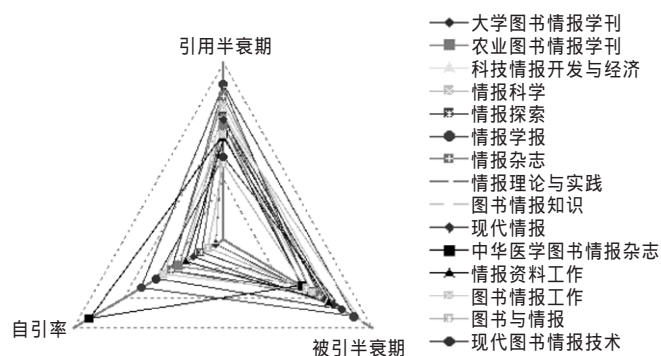 引用半衰期
自引率
被引半衰期
大学图书情报学刊
农业图书情报学刊
科技情报开发与经济
情报科学
情报探索
情报学报
情报杂志
情报理论与实践
图书情报知识
现代情报
中华医学图书情报杂志
情报资料工作
图书情报工作
图书与情报
现代图书情报技术